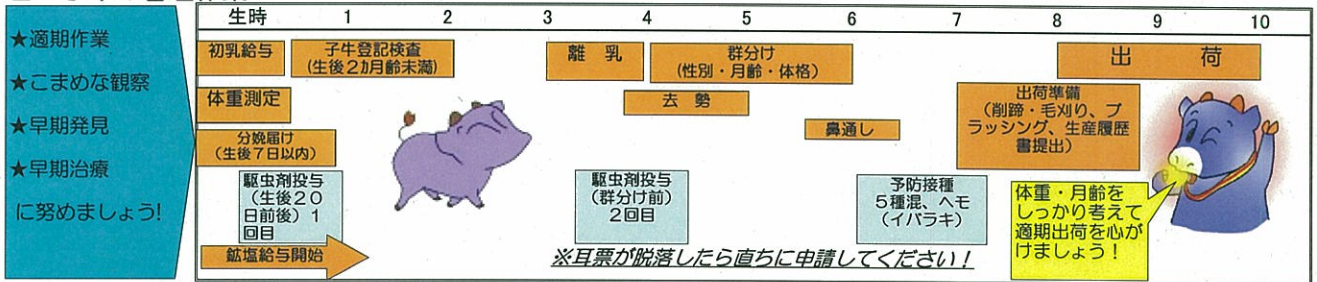 ★適期作業
★こまめな観察
★早期発見
★早期治療
に努めましょう!
生時 1 2 3 4 5 6 7 8 9 10
初乳給与
子牛登記検査
(生後2カ月齢未満)
離乳
群分け
(性別・月齢・体格)
出荷
体重測定
去勢
出荷準備
(削蹄・毛刈り、ブ
ラッシング、生産履歴
書提出)
鼻通し
分娩届け
(生後7日以内)
駆虫剤投与
(生後20
日前後)1
回目
駆虫剤投与
(群分け前)
2回目
予防接種
5種混、ヘモ
(イバラキ)
体重・月齢を
しっかり考えて
適期出荷を心が
けましょう!
鉱塩給与開始
※耳票が脱落したら直ちに申請してください!